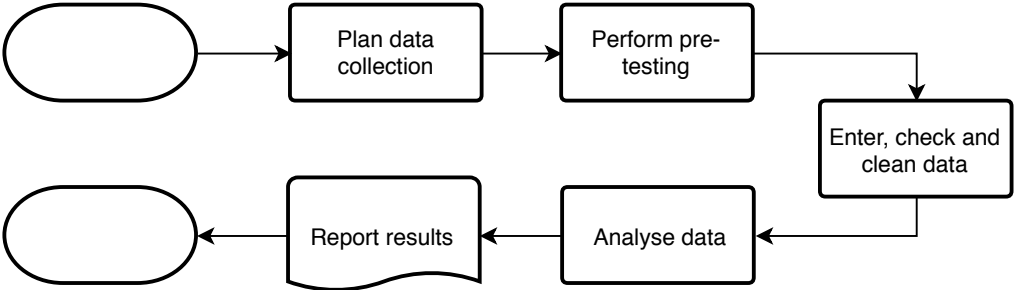 Plan data
collection
Perform pre-
testing
Enter, check and
clean data
Report results
Analyse data